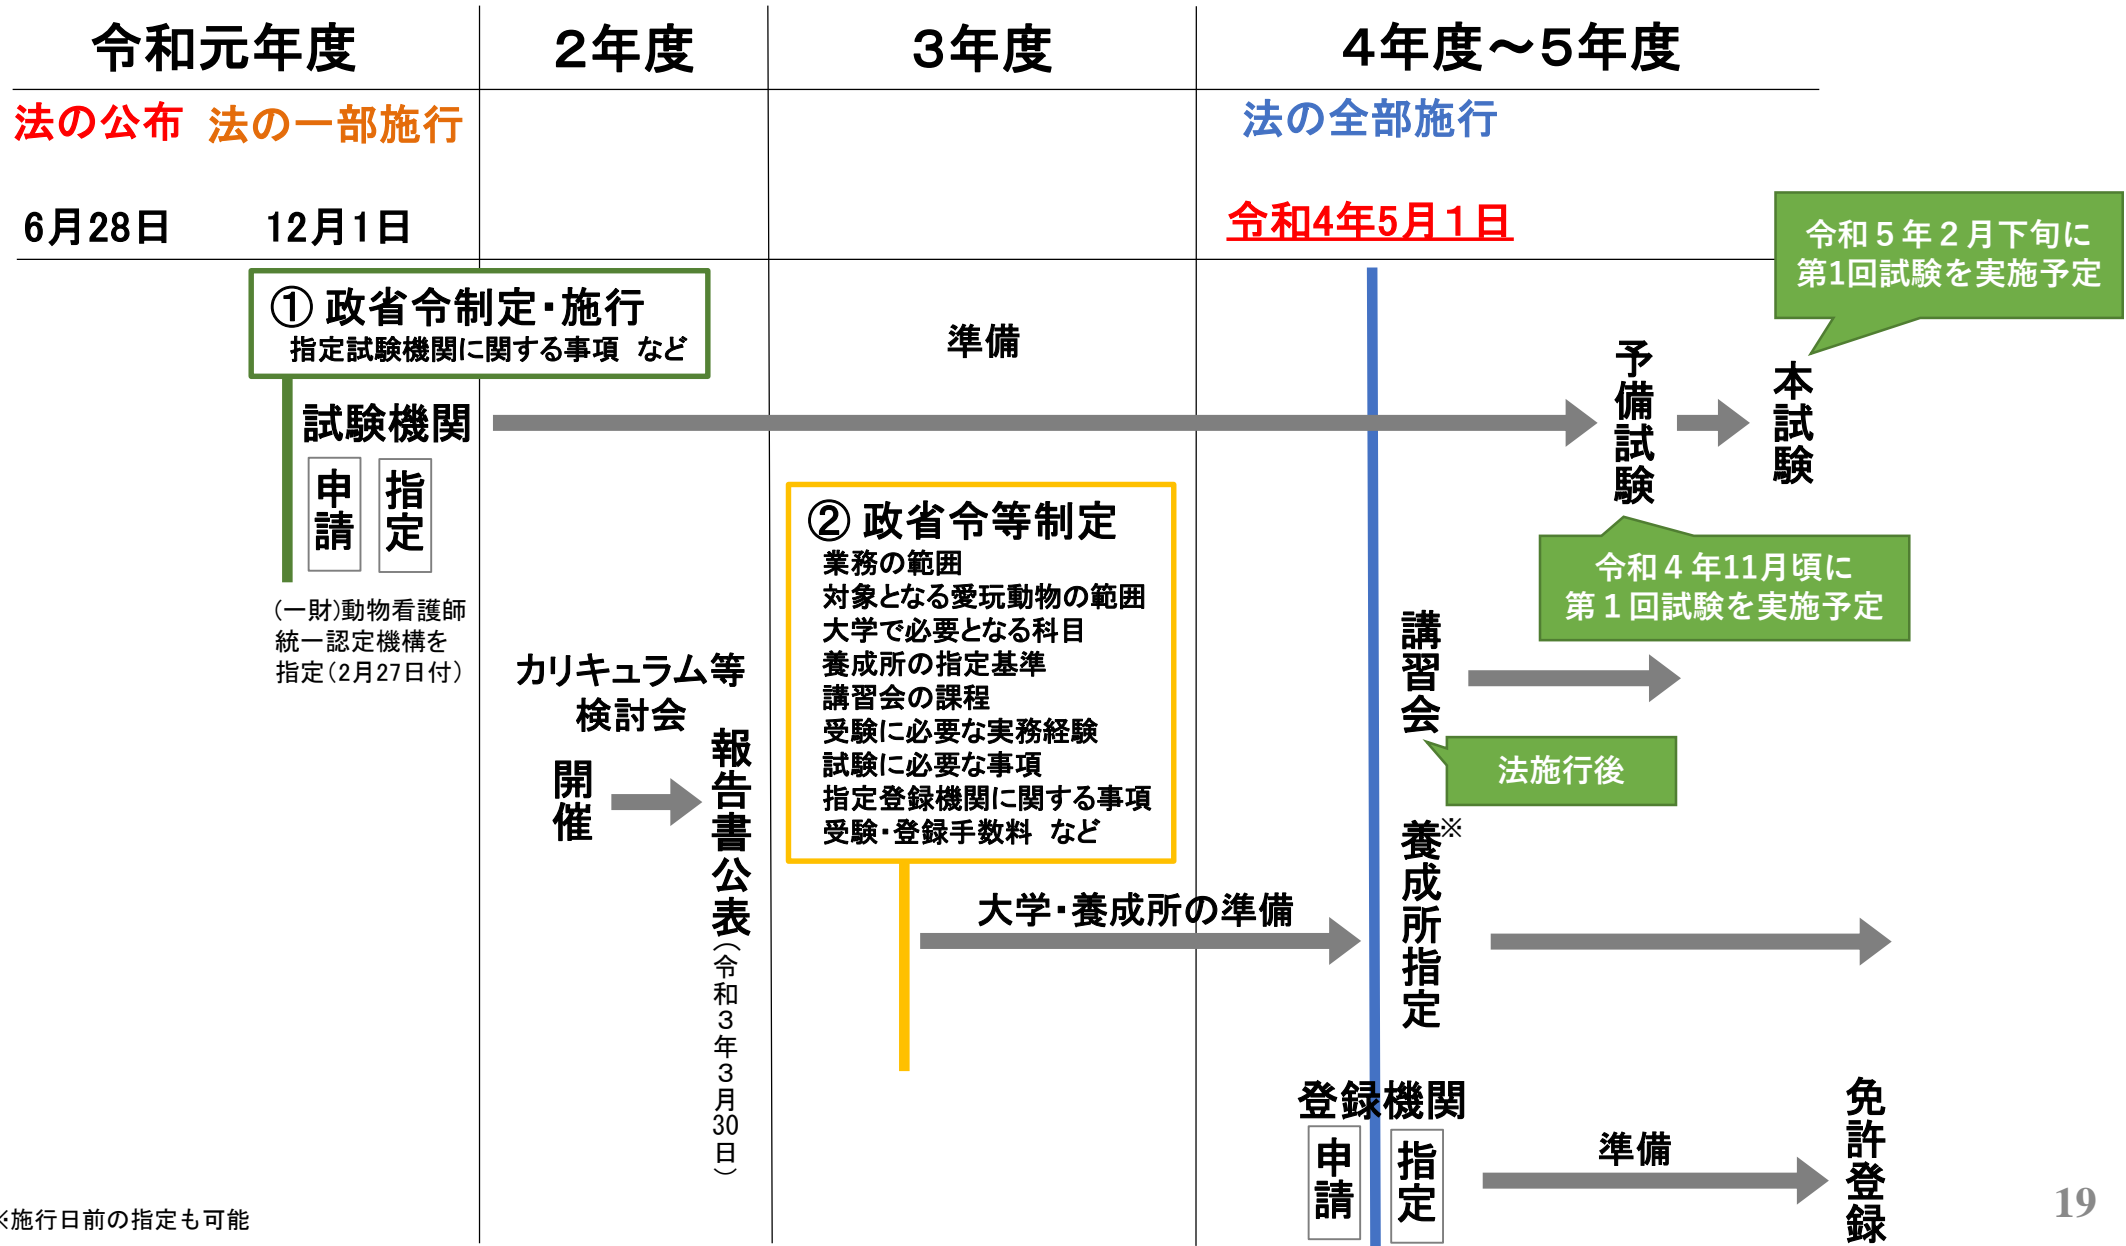 令和元年度
２年度
３年度
４年度～５年度
法の公布
法の一部施行
法の全部施行
6月28日
12月1日
令和4年5月１日
令和５年２月下旬に
第1回試験を実施予定
① 政省令制定・施行
指定試験機関に関する事項 など
準備
試験機関
申請
指定
(一財)動物看護師
統一認定機構を
指定(2月27日付)
予備試験
本試験
令和４年11月頃に
第１回試験を実施予定
② 政省令等制定
業務の範囲
対象となる愛玩動物の範囲
大学で必要となる科目
養成所の指定基準
講習会の課程
受験に必要な実務経験
試験に必要な事項
指定登録機関に関する事項
受験・登録手数料 など
カリキュラム等
検討会
開催
報告書公表(令和３年３月30日)
講習会
法施行後
大学・養成所の準備
養成所指定※
登録機関
申請
指定
準備
免許登録
※施行日前の指定も可能
19